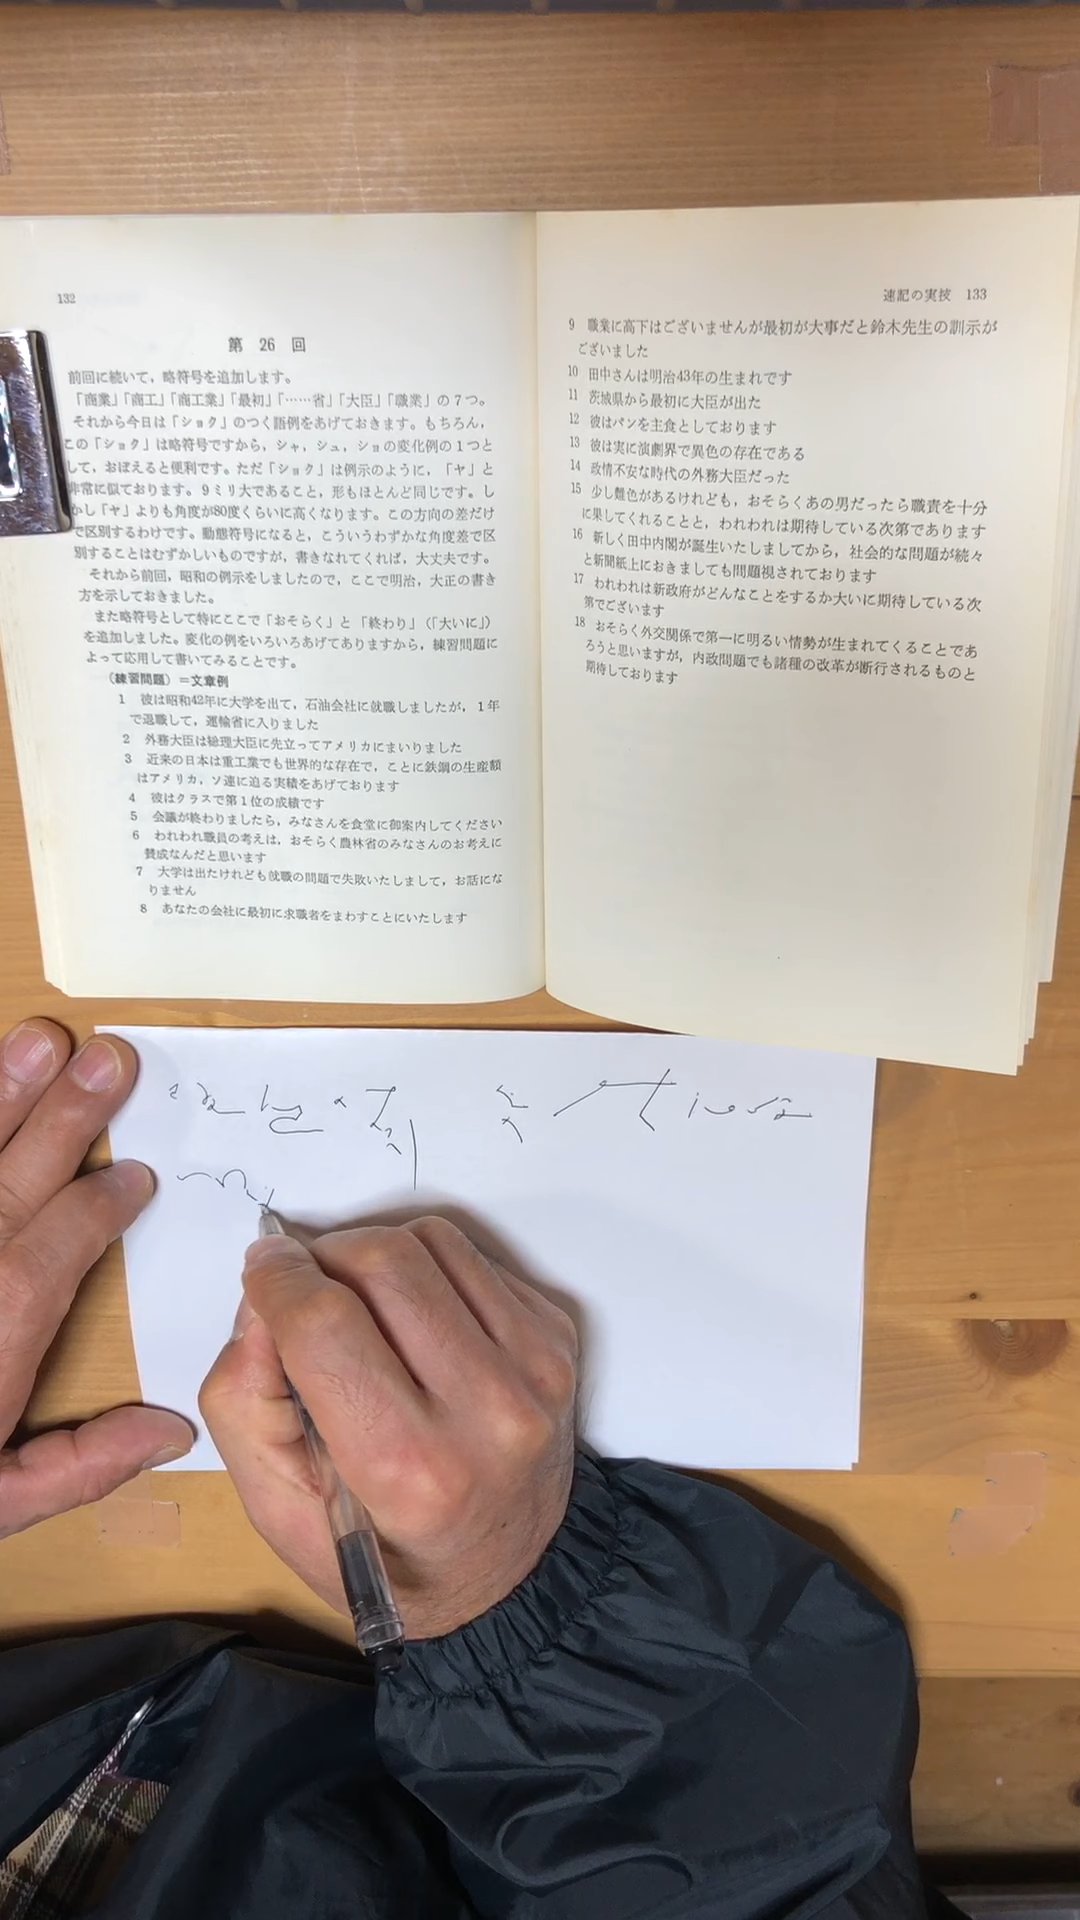 132
第 26 回
前回に続いて，略符号を追加します。
「商業」「商工」「商工業」「最初」「……省」「大臣」「職業」の７つ。
それから今日は「ショク」のつく語例をあげておきます。もちろん，
この「ショク」は略符号ですから，シャ，シュ，ショの変化例の１つと
して，おぼえると便利です。ただ「ショク」は例示のように，「ヤ」と
非常に似ております。９ミリ大であること，形もほとんど同じです。し
かし「ヤ」よりも角度が80度くらいに高くなります。この方向の差だけ
で区別するわけです。動態符号になると，こういうわずかな角度差で区
別することはむずかしいものですが，書きなれてくれば，大丈夫です。
それから前回，昭和の例示をしましたので，ここで明治，大正の書き
方を示しておきました。
また略符号として特にここで「おそらく」と「終わり」（「大いに」）
を追加しました。変化の例をいろいろあげてありますから，練習問題に
よって応用して書いてみることです。
（練習問題）＝文章例
1 彼は昭和42年に大学を出て，石油会社に就職しましたが，１年
で退職して，運輸省に入りました
2 外務大臣は総理大臣に先立ってアメリカにまいりました
3 近来の日本は重工業でも世界的な存在で，ことに鉄鋼の生産額
はアメリカ，ソ連に迫る実績をあげております
4 彼はクラスで第１位の成績です
5 会議が終わりましたら，みなさんを食堂に御案内してください
6 われわれ職員の考えは，おそらく農林省のみなさんのお考えに
賛成なんだと思います
7 大学は出たけれども就職の問題で失敗いたしまして，お話にな
りません
8 あなたの会社に最初に求職者をまわすことにいたします
速記の実技 133
9 職業に高下はございませんが最初が大事だと鈴木先生の訓示が
ございました
10 田中さんは明治43年の生まれです
11 茨城県から最初に大臣が出た
12 彼はパンを主食としております
13 彼は実に演劇界で異色の存在である
14 政情不安な時代の外務大臣だった
15 少し難色があるけれども，おそらくあの男だったら職責を十分
に果してくれることと，われわれは期待している次第であります
16 新しく田中内閣が誕生いたしましてから，社会的な問題が続々
と新聞紙上におきましても問題視されております
17 われわれは新政府がどんなことをするか大いに期待している次
第でございます
18 おそらく外交関係で第一に明るい情勢が生まれてくることであ
ろうと思いますが，内政問題でも諸種の改革が断行されるものと
期待しております